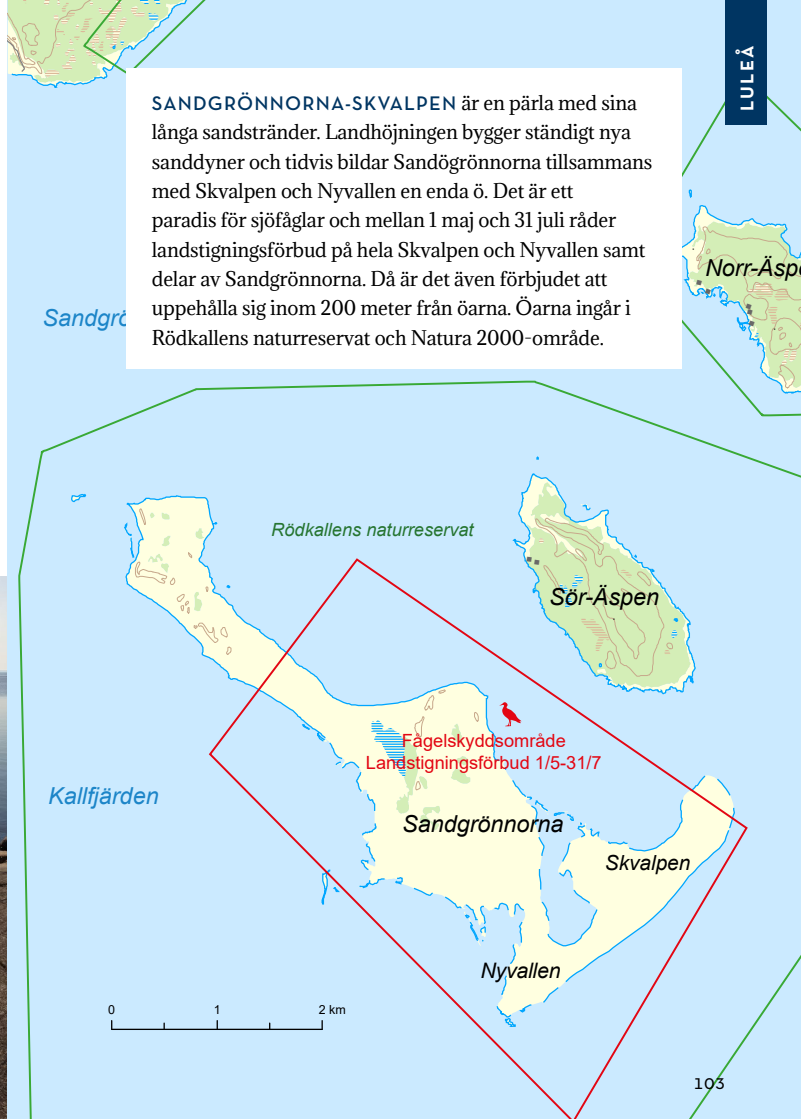 LULEÅ
SANDGRÖNNORNA-SKVALPEN är en pärla med sina
långa sandstränder. Landhöjningen bygger ständigt nya
sanddyner och tidvis bildar Sandögrönnorna tillsammans
med Skvalpen och Nyvallen en enda ö. Det är ett
paradis för sjöfåglar och mellan 1 maj och 31 juli råder
landstigningsförbud på hela Skvalpen och Nyvallen samt
delar av Sandgrönnorna. Då är det även förbjudet att
uppehålla sig inom 200 meter från öarna. Öarna ingår i
Rödkallens naturreservat och Natura 2000-område.
Norr-Äspe
Sandgrö
Rödkallens naturreservat
Sör-Äspen
Fågelskyddsområde
Landstigningsförbud 1/5-31/7
Kallfjärden
Sandgrönnorna
Skvalpen
Nyvallen
0 1 2 km
103